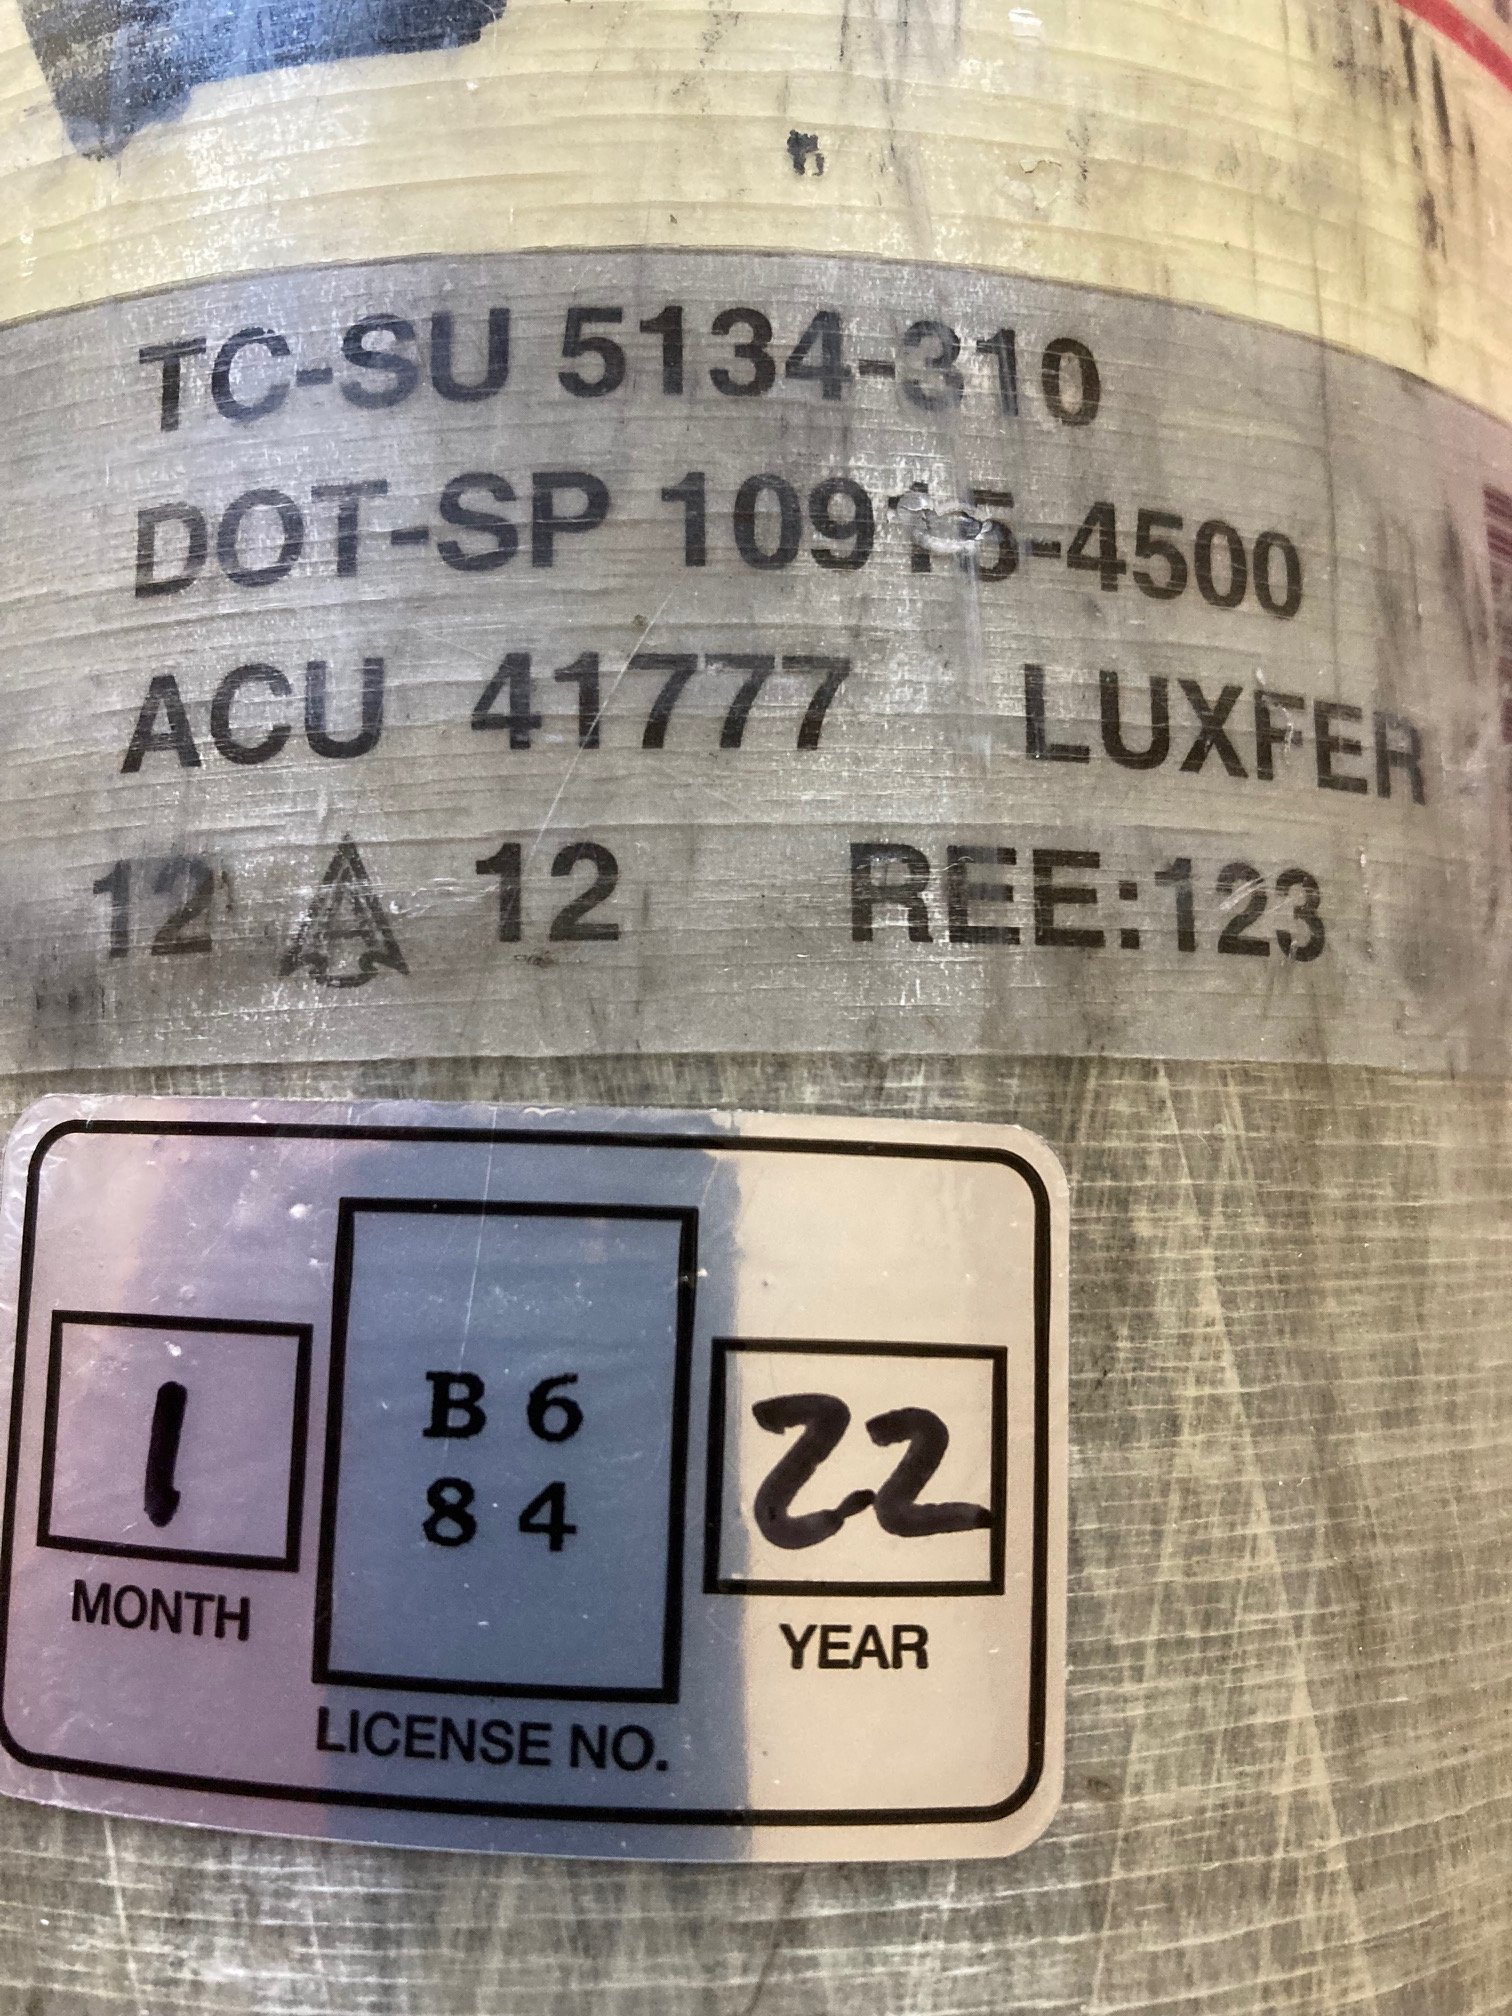 TC-SU 5134-310
DOT-SP 10915-4500
ACU 41777 LUXFER
12 A 12 REE:123
1
MONTH
B 6
8 4
LICENSE NO.
22
YEAR